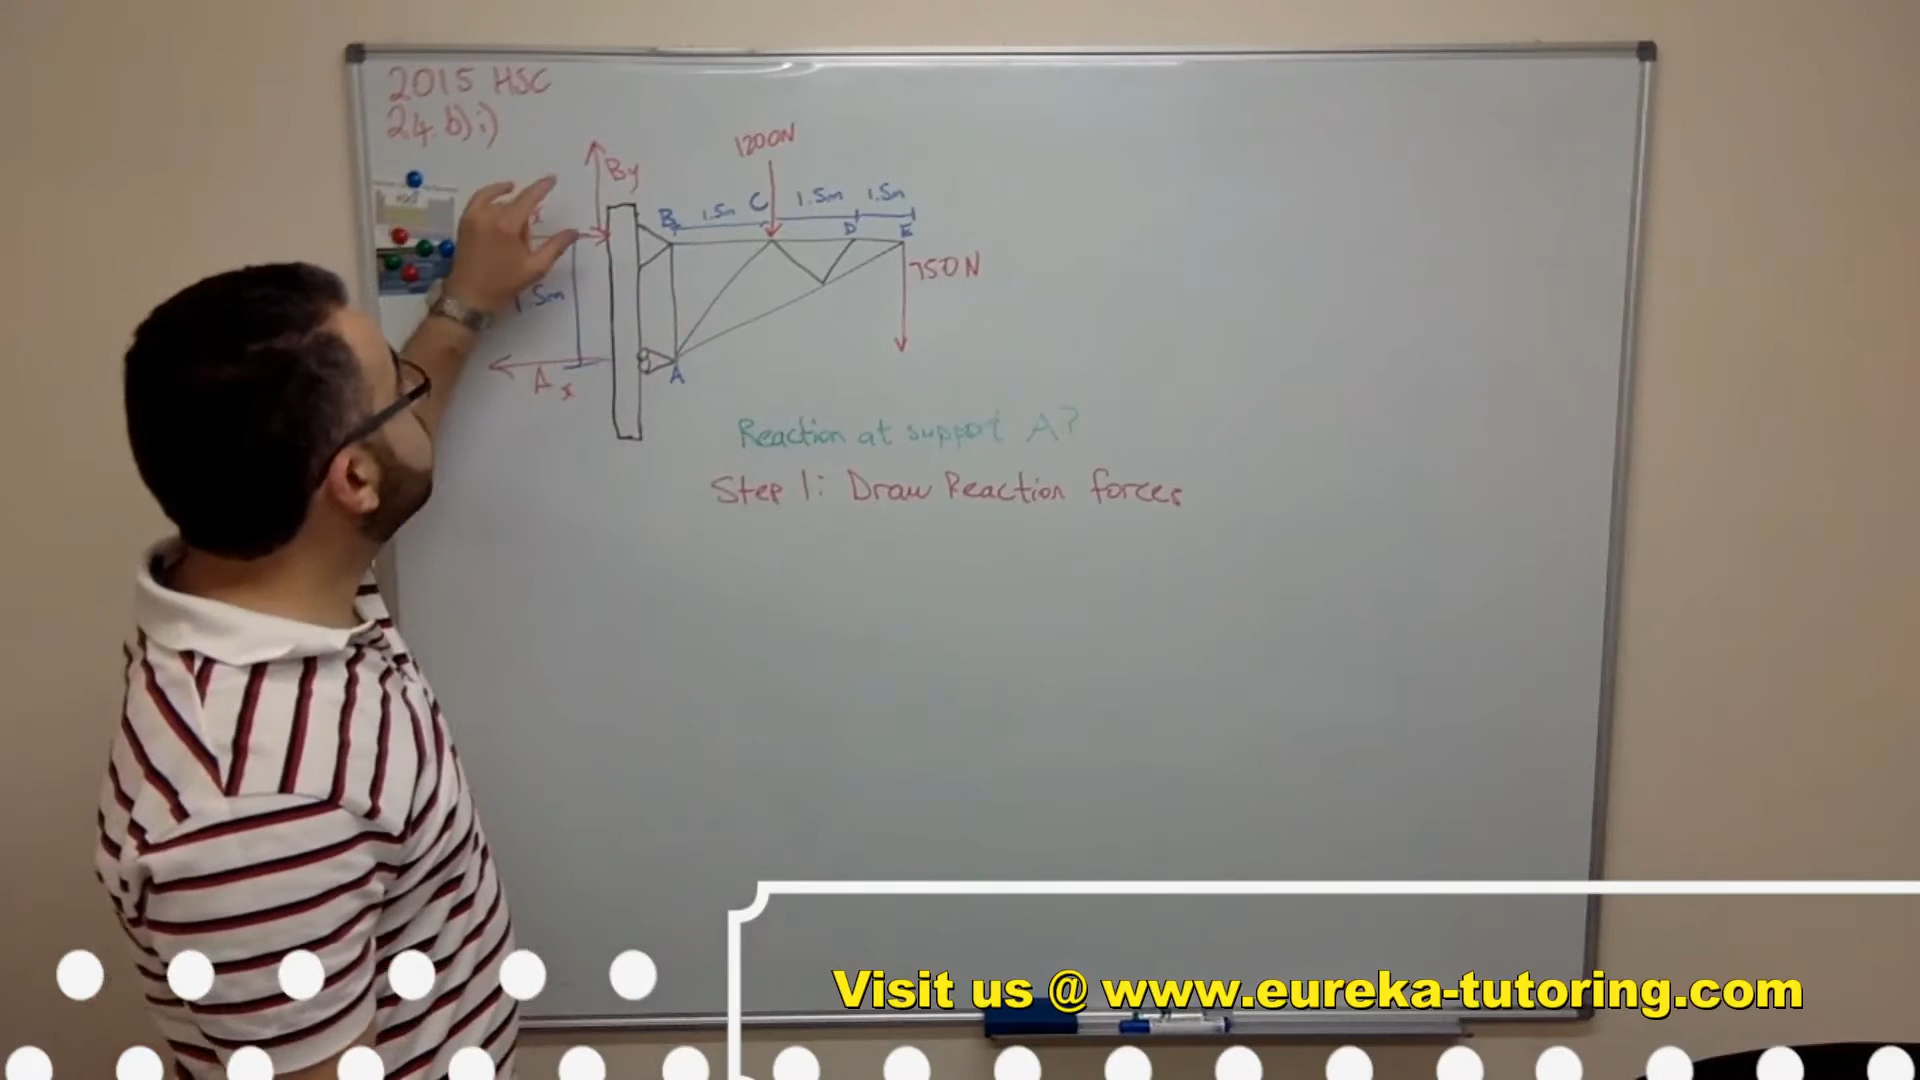 2015 HSC
24. b) i)
1200N
By
x
B
1.5m
C
1.5m
1.5m
D
E
750N
1.5m
Ax
A
Reaction at support A?
Step 1: Draw Reaction forces
Visit us @ www.eureka-tutoring.com